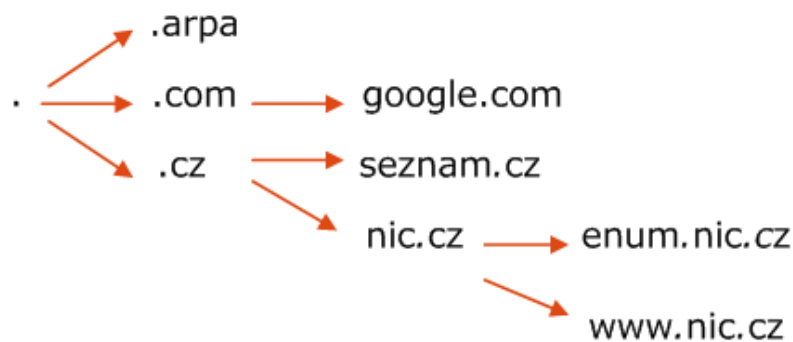 .arpa
. .com google.com
.cz seznam.cz
nic.cz enum.nic.cz
www.nic.cz